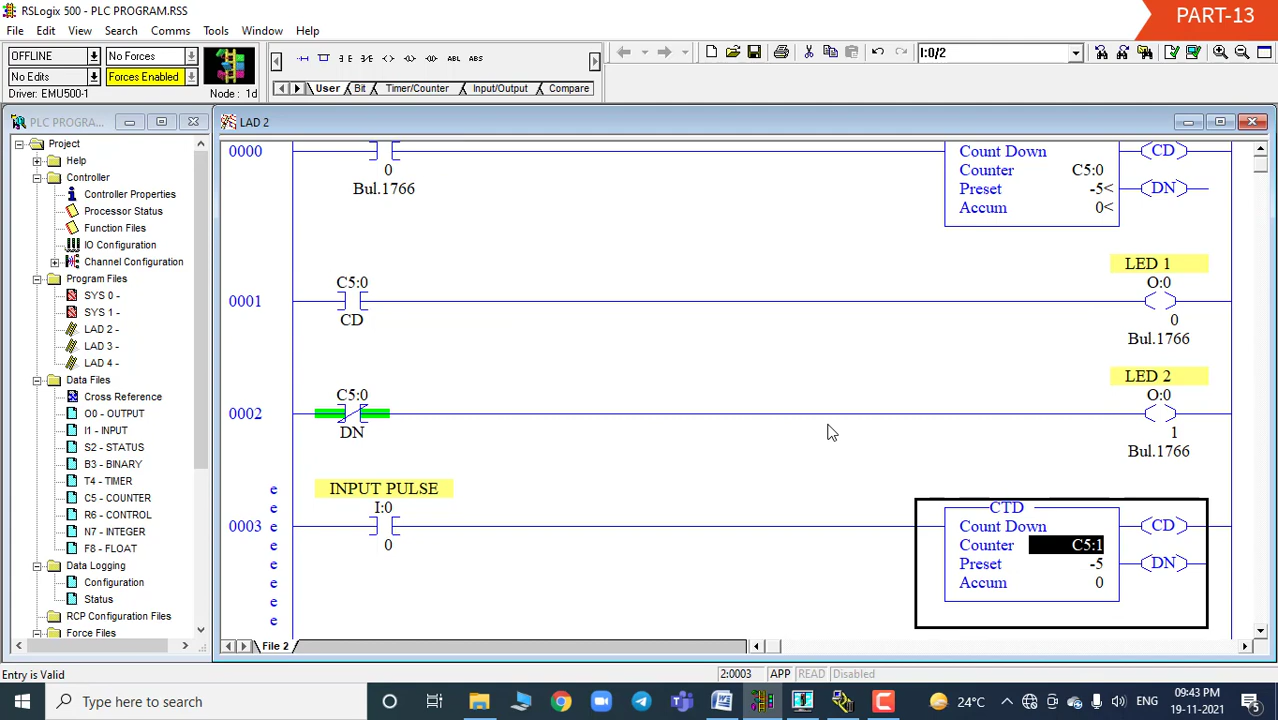 RSLogix 500 - PLC PROGRAM.RSS
PART-13
File Edit View Search Comms Tools Window Help
OFFLINE No Forces
No Edits Forces Enabled
Driver: EMU500-1 Node : 1d
ABL ABS
User Bit Timer/Counter Input/Output Compare
I:0/2
PLC PROGRA...
Project
Help
Controller
Controller Properties
Processor Status
Function Files
IO Configuration
Channel Configuration
Program Files
SYS 0 -
SYS 1 -
LAD 2 -
LAD 3 -
LAD 4 -
Data Files
Cross Reference
O0 - OUTPUT
I1 - INPUT
S2 - STATUS
B3 - BINARY
T4 - TIMER
C5 - COUNTER
R6 - CONTROL
N7 - INTEGER
F8 - FLOAT
Data Logging
Configuration
Status
RCP Configuration Files
Force Files
LAD 2
0000
0
Bul.1766
Count Down
Counter C5:0
Preset -5<
Accum 0<
CD
DN
0001
C5:0
CD
LED 1
O:0
0
Bul.1766
0002
C5:0
DN
LED 2
O:0
1
Bul.1766
e
e
0003 e
e
e
e
e
e
INPUT PULSE
I:0
0
CTD
Count Down
Counter C5:1
Preset -5
Accum 0
CD
DN
File 2
Entry is Valid
2:0003 APP READ Disabled
Type here to search
24°C
ENG
09:43 PM
19-11-2021
5